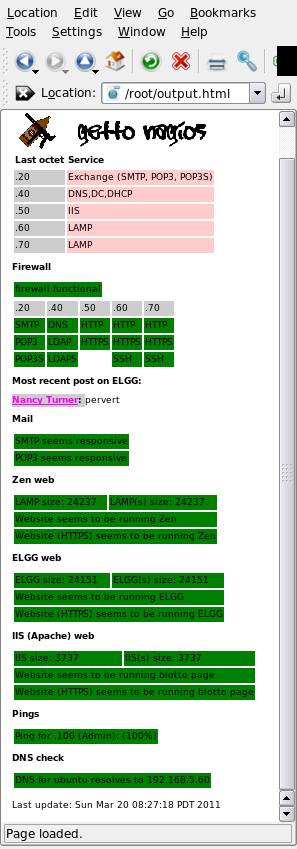 Location Edit View Go Bookmarks
Tools Settings Window Help
Location: /root/output.html
getto nagios
Last octet Service
.20 Exchange (SMTP, POP3, POP3S)
.40 DNS,DC,DHCP
.50 IIS
.60 LAMP
.70 LAMP
Firewall
firewall functional
.20 .40 .50 .60 .70
SMTP DNS HTTP HTTP HTTP
POP3 LDAP HTTPS HTTPS HTTPS
POP3S LDAPS SSH SSH
Most recent post on ELGG:
Nancy Turner: pervert
Mail
SMTP seems responsive
POP3 seems responsive
Zen web
LAMP size: 24237 LAMP(s) size: 24237
Website seems to be running Zen
Website (HTTPS) seems to be running Zen
ELGG web
ELGG size: 24151 ELGG(s) size: 24151
Website seems to be running ELGG
Website (HTTPS) seems to be running ELGG
IIS (Apache) web
IIS size: 3737 IIS(s) size: 3737
Website seems to be running blotto page
Website (HTTPS) seems to be running blotto page
Pings
Ping for .100 (Admin): (100%)
DNS check
DNS for ubuntu resolves to 192.168.5.60
Last update: Sun Mar 20 08:27:18 PDT 2011
Page loaded.